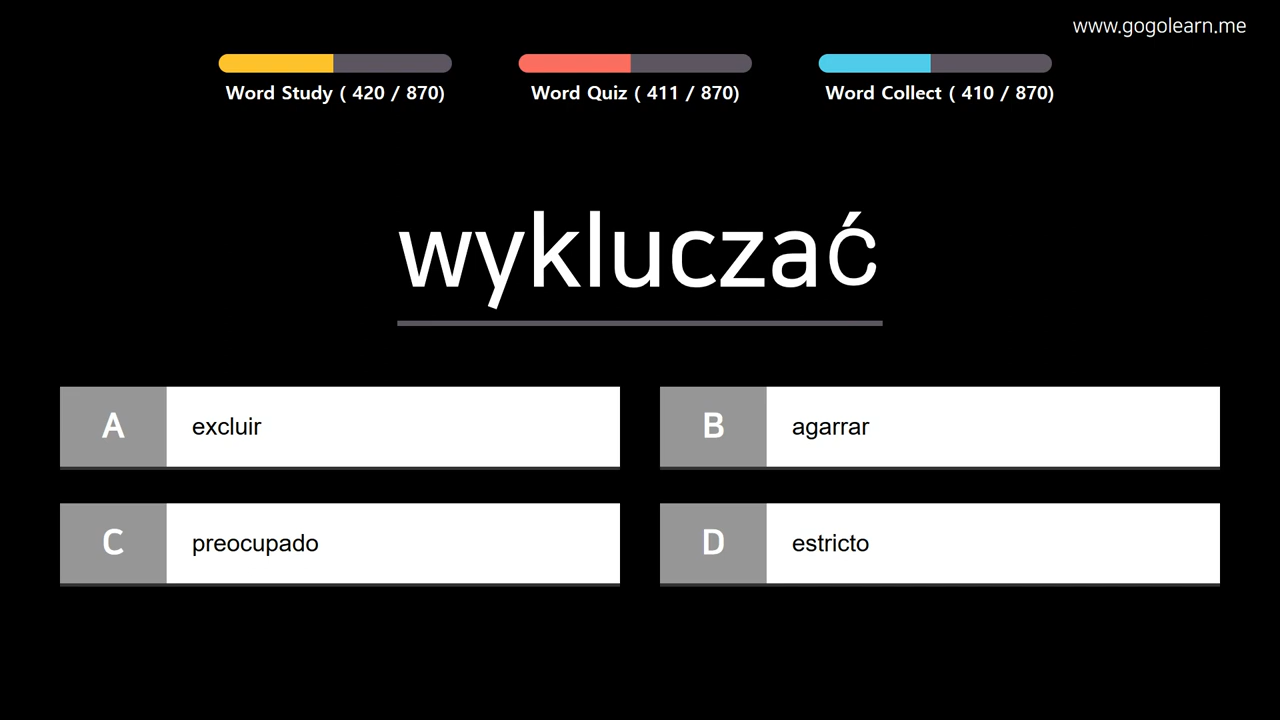 www.gogolearn.me
Word Study ( 420 / 870)
Word Quiz ( 411 / 870)
Word Collect ( 410 / 870)
wykluczać
A excluir
B agarrar
C preocupado
D estricto